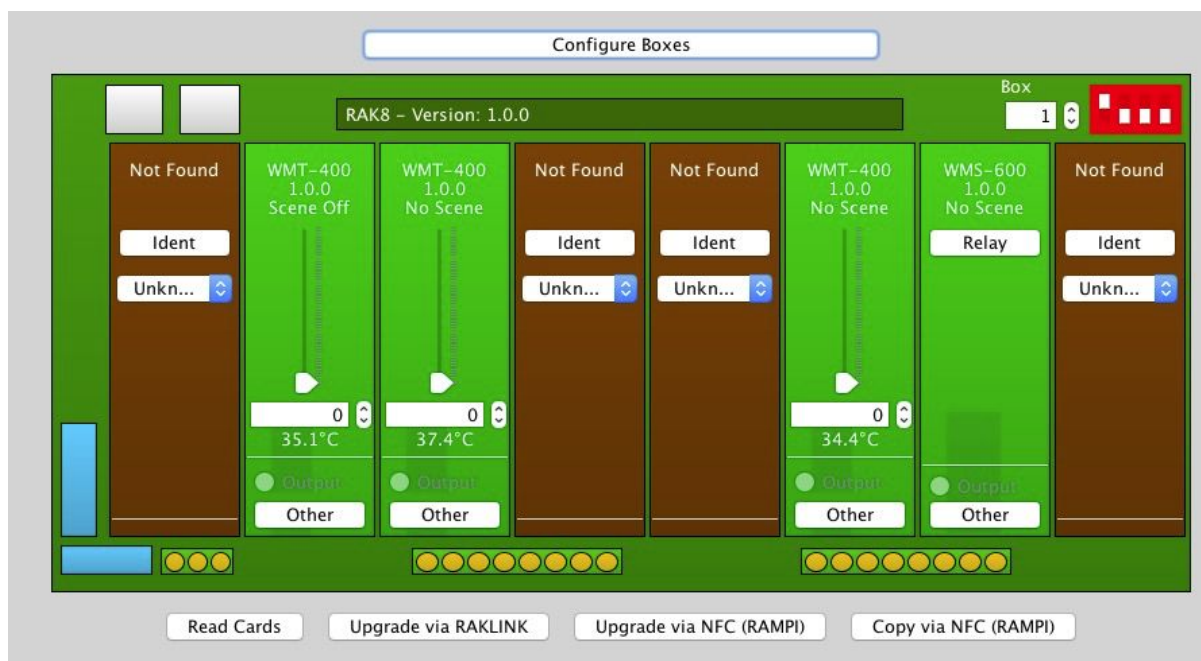 Configure Boxes
Box
RAK8 – Version: 1.0.0
1
Not Found
Ident
Unkn...
WMT-400
1.0.0
Scene Off
0
35.1°C
Output
Other
WMT-400
1.0.0
No Scene
0
37.4°C
Output
Other
Not Found
Ident
Unkn...
Not Found
Ident
Unkn...
WMT-400
1.0.0
No Scene
0
34.4°C
Output
Other
WMS-600
1.0.0
No Scene
Relay
Output
Other
Not Found
Ident
Unkn...
Read Cards
Upgrade via RAKLINK
Upgrade via NFC (RAMPI)
Copy via NFC (RAMPI)